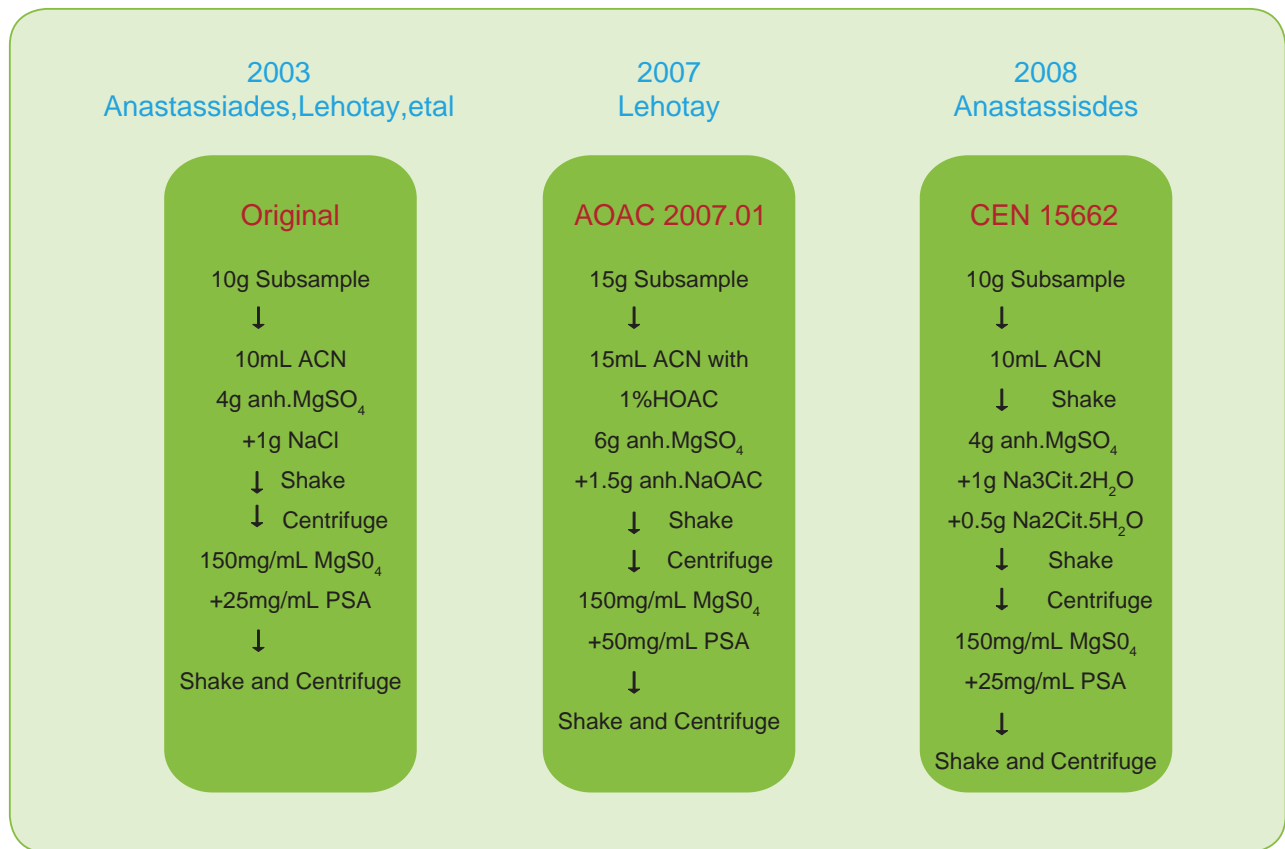 2003
Anastassiades,Lehotay,etal
Original
10g Subsample
↓
10mL ACN
4g anh.MgSO₄
+1g NaCl
↓ Shake
↓ Centrifuge
150mg/mL MgS0₄
+25mg/mL PSA
↓
Shake and Centrifuge
2007
Lehotay
AOAC 2007.01
15g Subsample
↓
15mL ACN with
1%HOAC
6g anh.MgSO₄
+1.5g anh.NaOAC
↓ Shake
↓ Centrifuge
150mg/mL MgS0₄
+50mg/mL PSA
↓
Shake and Centrifuge
2008
Anastassisdes
CEN 15662
10g Subsample
↓
10mL ACN
↓ Shake
4g anh.MgSO₄
+1g Na3Cit.2H₂O
+0.5g Na2Cit.5H₂O
↓ Shake
↓ Centrifuge
150mg/mL MgS0₄
+25mg/mL PSA
↓
Shake and Centrifuge